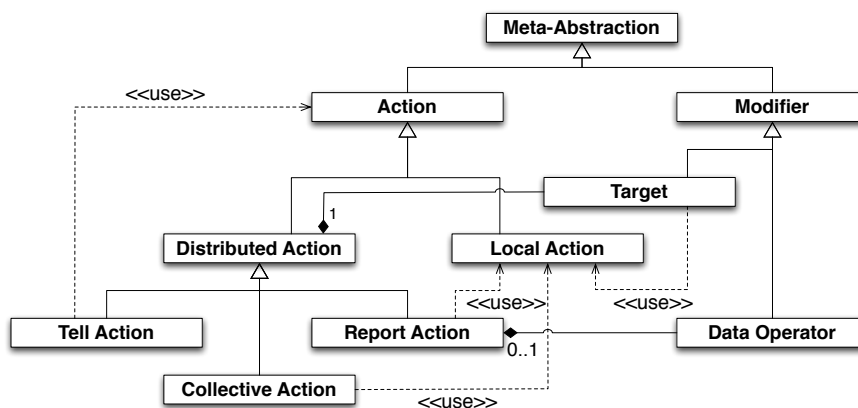 Meta-Abstraction
<<use>>
<<use>>
Action
Modifier
Target
1
Distributed Action
Local Action
<<use>>
<<use>>
Tell Action
Report Action
0..1
Data Operator
Collective Action
<<use>>